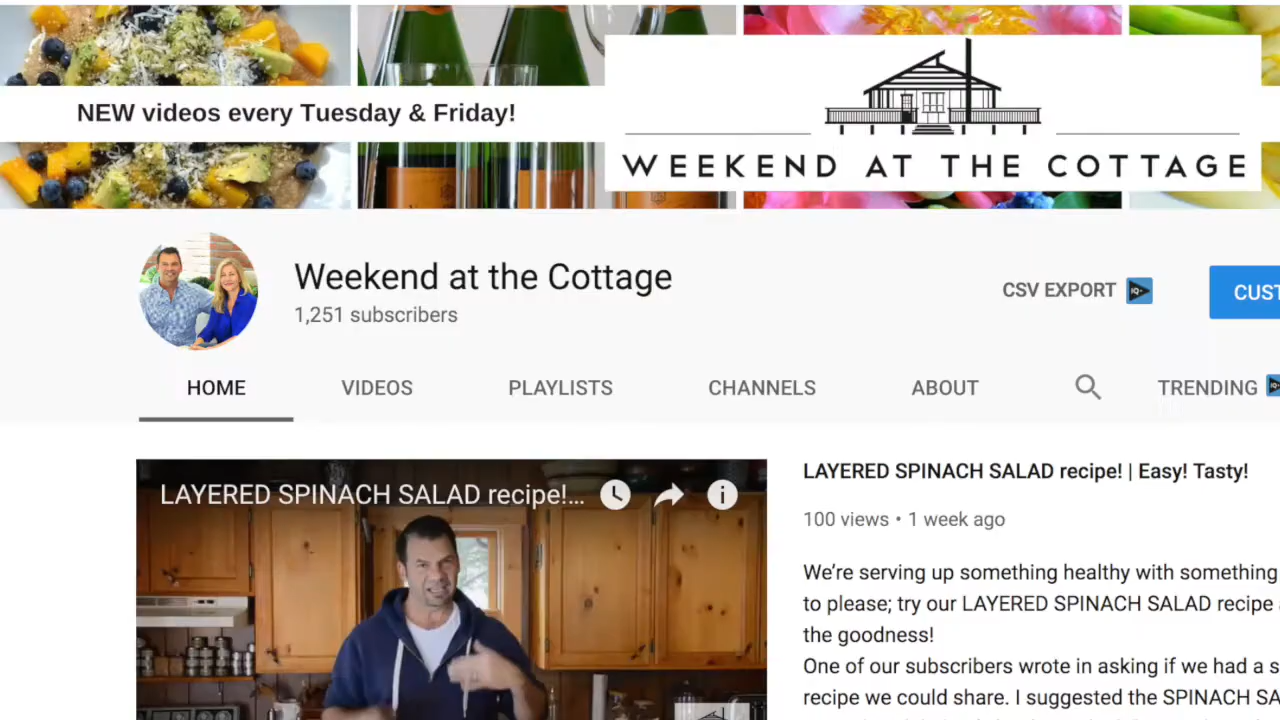 NEW videos every Tuesday & Friday!
WEEKEND AT THE COTTAGE
Weekend at the Cottage
1,251 subscribers
CSV EXPORT
CUST
HOME
VIDEOS
PLAYLISTS
CHANNELS
ABOUT
TRENDING
LAYERED SPINACH SALAD recipe!...
LAYERED SPINACH SALAD recipe! | Easy! Tasty!
100 views • 1 week ago
We're serving up something healthy with something
to please; try our LAYERED SPINACH SALAD recipe
the goodness!
One of our subscribers wrote in asking if we had a s
recipe we could share. I suggested the SPINACH SA